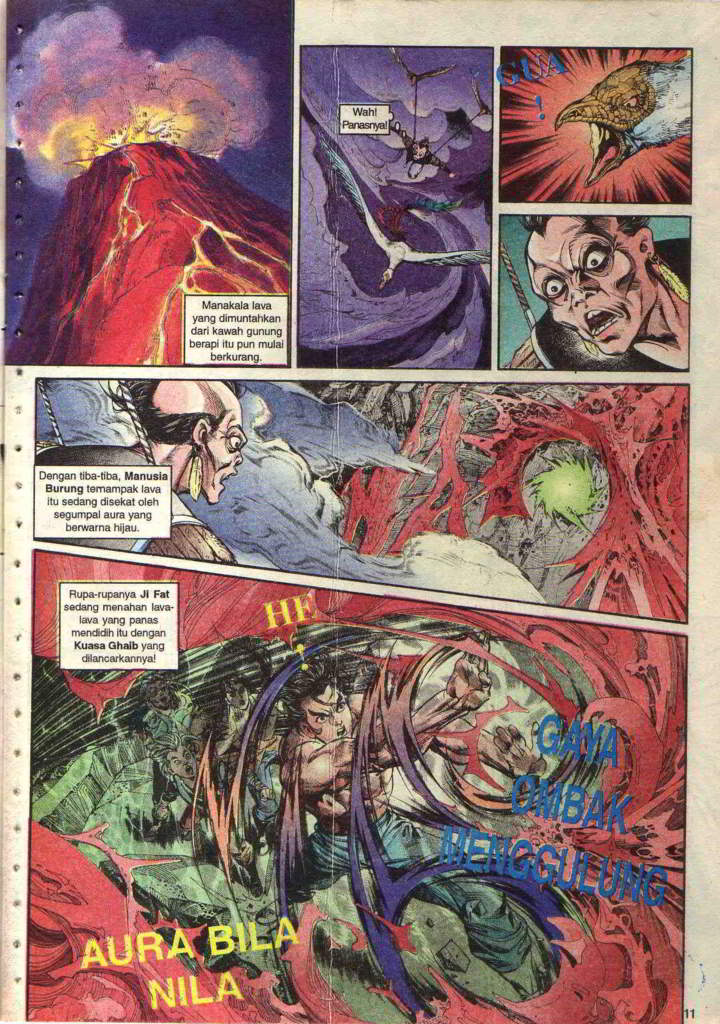 Manakala lava
yang dimuntahkan
dari kawah gunung
berapi itu pun mulai
berkurang.
Wah!
Panasnya!
GUA
!
Dengan tiba-tiba, Manusia
Burung ternampak lava
itu sedang disekat oleh
segumpal aura yang
berwarna hijau.
Rupa-rupanya Ji Fat
sedang menahan lava-
lava yang panas
mendidih itu dengan
Kuasa Ghaib yang
dilancarkannya!
HE
!
GAYA
OMBAK
MENGGULUNG
AURA BILA
NILA
11